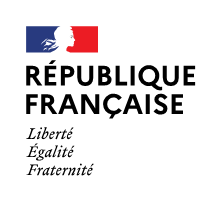 RÉPUBLIQUE
FRANÇAISE
Liberté
Égalité
Fraternité